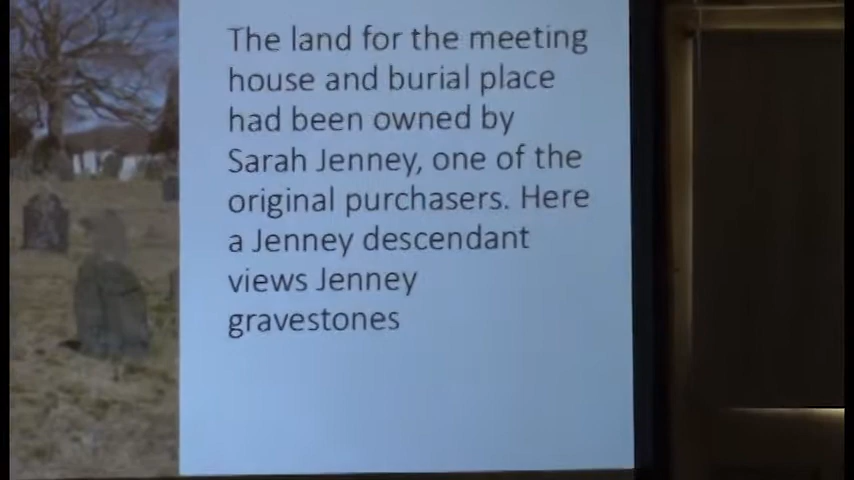 The land for the meeting
house and burial place
had been owned by
Sarah Jenney, one of the
original purchasers. Here
a Jenney descendant
views Jenney
gravestones